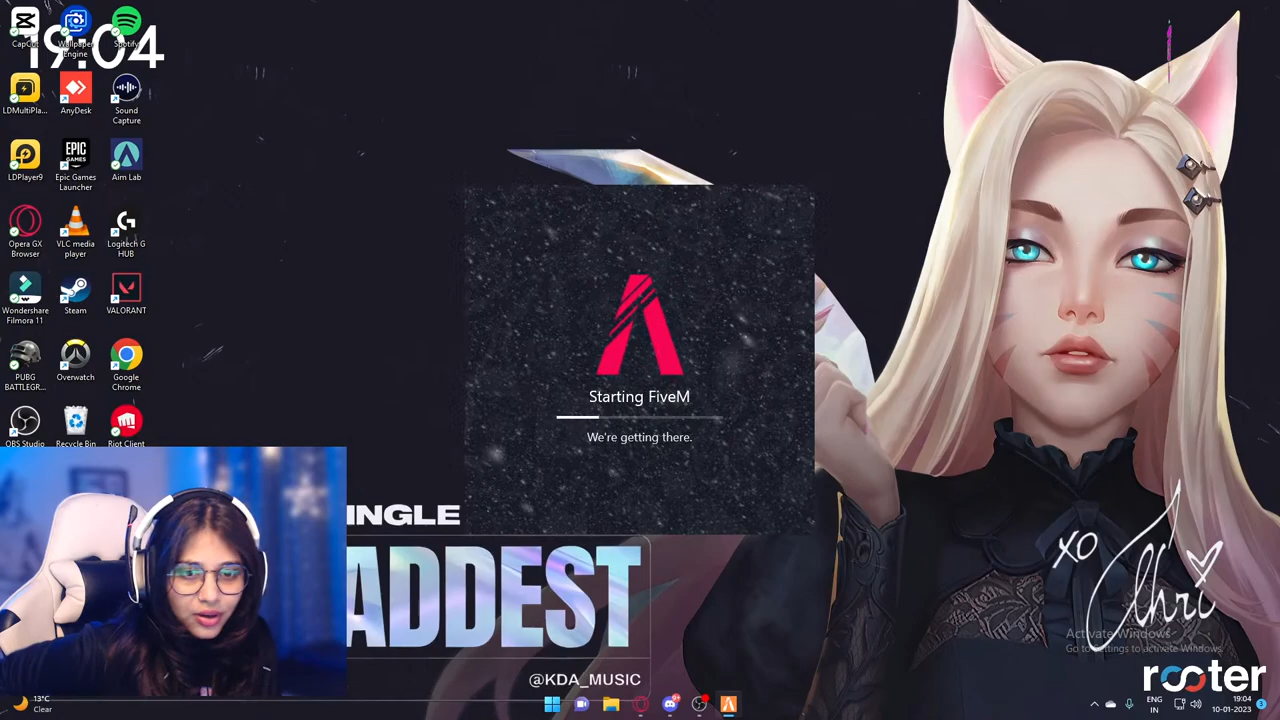 19:04
CapCut
Wallpaper Engine
Spotify
LDMultiPla...
AnyDesk
Sound Capture
LDPlayer9
Epic Games Launcher
Aim Lab
EPIC GAMES
Opera GX Browser
VLC media player
Logitech G HUB
Wondershare Filmora 11
Steam
VALORANT
PUBG BATTLEGR...
Overwatch
Google Chrome
OBS Studio
Recycle Bin
Riot Client
Starting FiveM
We're getting there.
INGLE
ADDEST
@KDA_MUSIC
xo Ahri
Activate Windows
Go to Settings to activate Windows.
rooter
13°C
Clear
9+
ENG
IN
19:04
10-01-2023
3